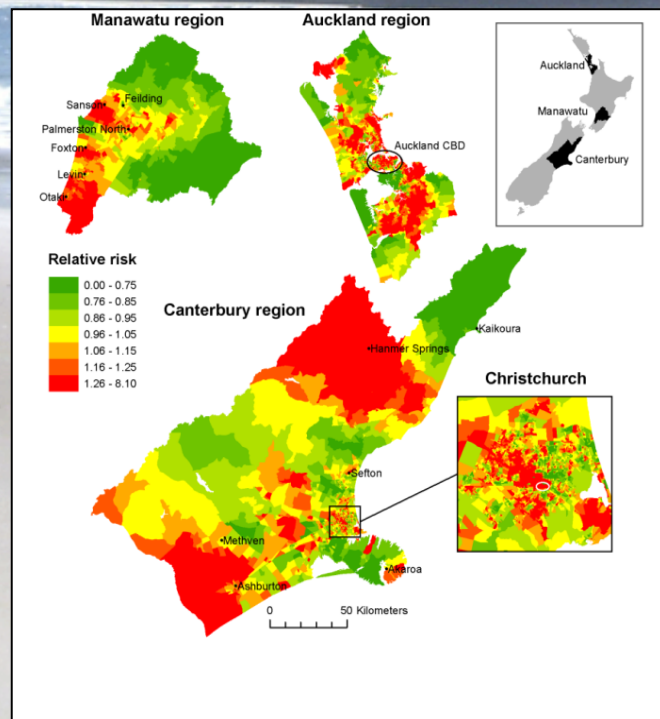 Manawatu region
Auckland region
Auckland
Manawatu
Canterbury
Sanson
Feilding
Palmerston North
Foxton
Levin
Otaki
Auckland CBD
Relative risk
0.00 - 0.75
0.76 - 0.85
0.86 - 0.95
0.96 - 1.05
1.06 - 1.15
1.16 - 1.25
1.26 - 8.10
Canterbury region
Kaikoura
Hanmer Springs
Christchurch
Sefton
Methven
Akaroa
Ashburton
0 50 Kilometers